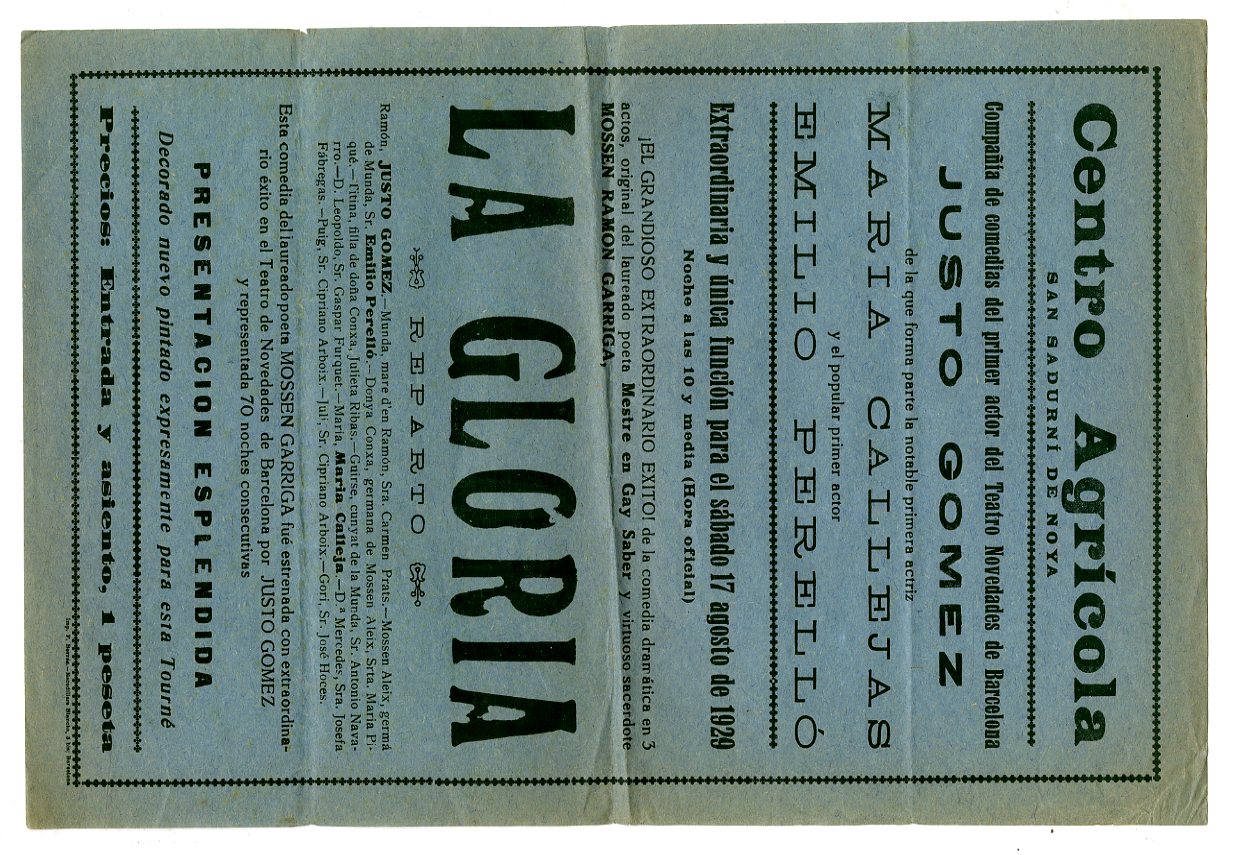 Centro Agrícola
SAN SADURNÍ DE NOYA
Compañía de comedias del primer actor del Teatro Novedades de Barcelona
JUSTO GOMEZ
de la que forma parte la notable primera actriz
MARIA CALLEJAS
y el popular primer actor
EMILIO PERELLÓ
Extraordinaria y única función para el sábado 17 agosto de 1929
Noche a las 10 y media (Hora oficial)
¡EL GRANDIOSO EXTRAORDINARIO EXITO! de la comedia dramática en 3
actos, original del laureado poeta Mestre en Gay Saber y virtuoso sacerdote
MOSSEN RAMON GARRIGA,
LA GLORIA
REPARTO
Ramón, JUSTO GOMEZ.—Munda, mare d'en Ramón, Sra. Carmen Prats.—Mossen Aleix, germá
de Munda, Sr. Emilio Perelló.—Donya Conxa, germana de Mossen Aleix, Srta. Maria Pi-
qué.—Titina, filla de doña Conxa, Julieta Ribas.—Guirse, cunyat de la Munda, Sr. Antonio Nava-
rro.—D. Leopoldo, Sr. Gaspar Furquet.—Maria, Maria Calleja.—D.ª Mercedes, Sra. Josefa
Fábregas.—Puig, Sr. Cipriano Arboix.—Juli, Sr. Cipriano Arboix.—Gori, Sr. José Hoces.
Esta comedia del laureado poeta MOSSEN GARRIGA fué estrenada con extraordina-
rio éxito en el Teatro de Novedades de Barcelona por JUSTO GOMEZ
y representada 70 noches consecutivas
PRESENTACION ESPLENDIDA
Decorado nuevo pintado expresamente para esta Tourné
Precios: Entrada y asiento, 1 peseta
Imp. F. Borrás.—Escudillers Blanchs, 3 bis, Barcelona